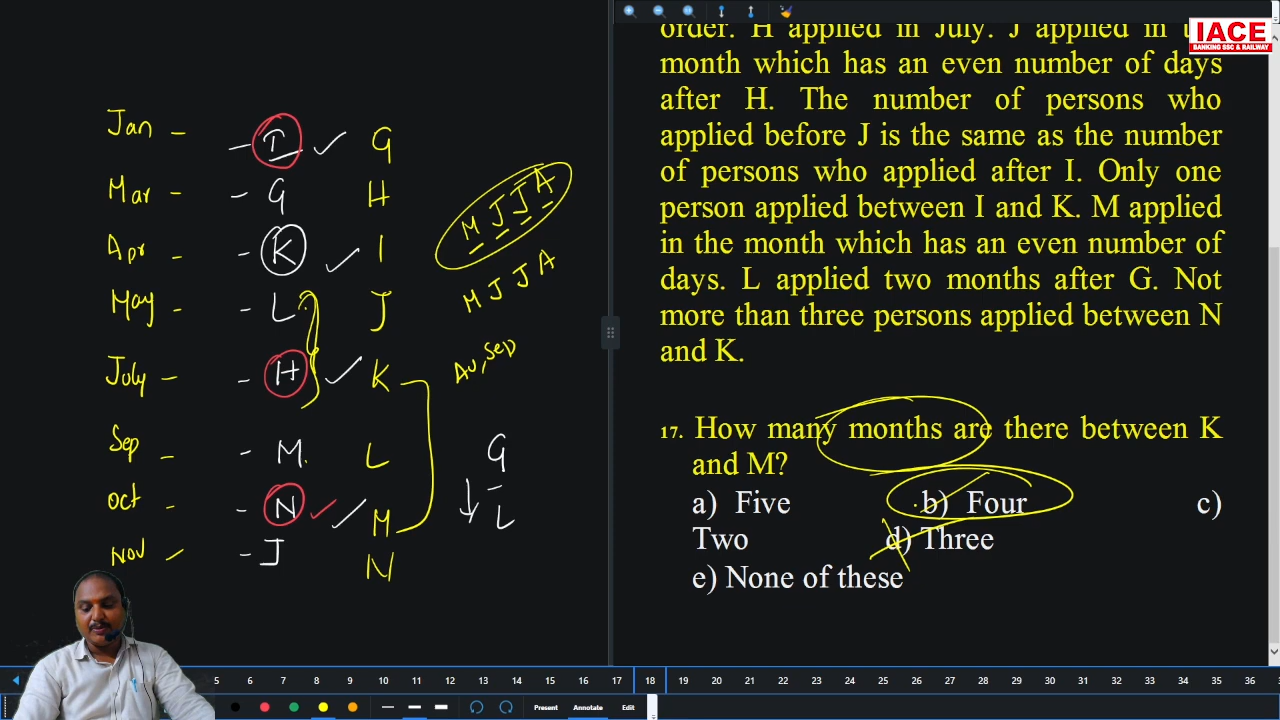 order. H applied in July. J applied in the
month which has an even number of days
after H. The number of persons who
applied before J is the same as the number
of persons who applied after I. Only one
person applied between I and K. M applied
in the month which has an even number of
days. L applied two months after G. Not
more than three persons applied between N
and K.
17. How many months are there between K
and M?
a) Five b) Four c)
Two d) Three
e) None of these
IACE
BANKING SSC & RAILWAY
Jan - - I ✓ G
Mar - - G H
Apr - - K ✓ I
May - - L J
July - - H ✓ K
Sep - - M. L
Oct - - N ✓ ✓ M
Nov - - J N
M J J A
M J J A
Au, Sep
G
-
↓ L
5 6 7 8 9 10 11 12 13 14 15 16 17 18 19 20 21 22 23 24 25 26 27 28 29 30 31 32 33 34 35 36
Present Annotate Edit